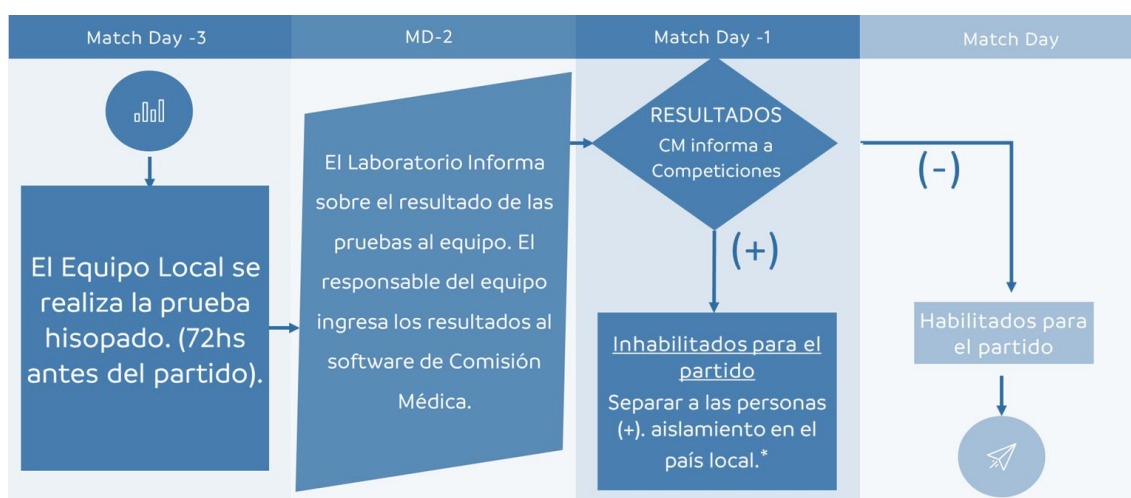 Match Day -3
MD-2
Match Day -1
Match Day
El Equipo Local se
realiza la prueba
hisopado. (72hs
antes del partido).
El Laboratorio Informa
sobre el resultado de las
pruebas al equipo. El
responsable del equipo
ingresa los resultados al
software de Comisión
Médica.
RESULTADOS
CM informa a
Competiciones
(+)
Inhabilitados para el
partido
Separar a las personas
(+). aislamiento en el
país local.*
(-)
Habilitados para
el partido